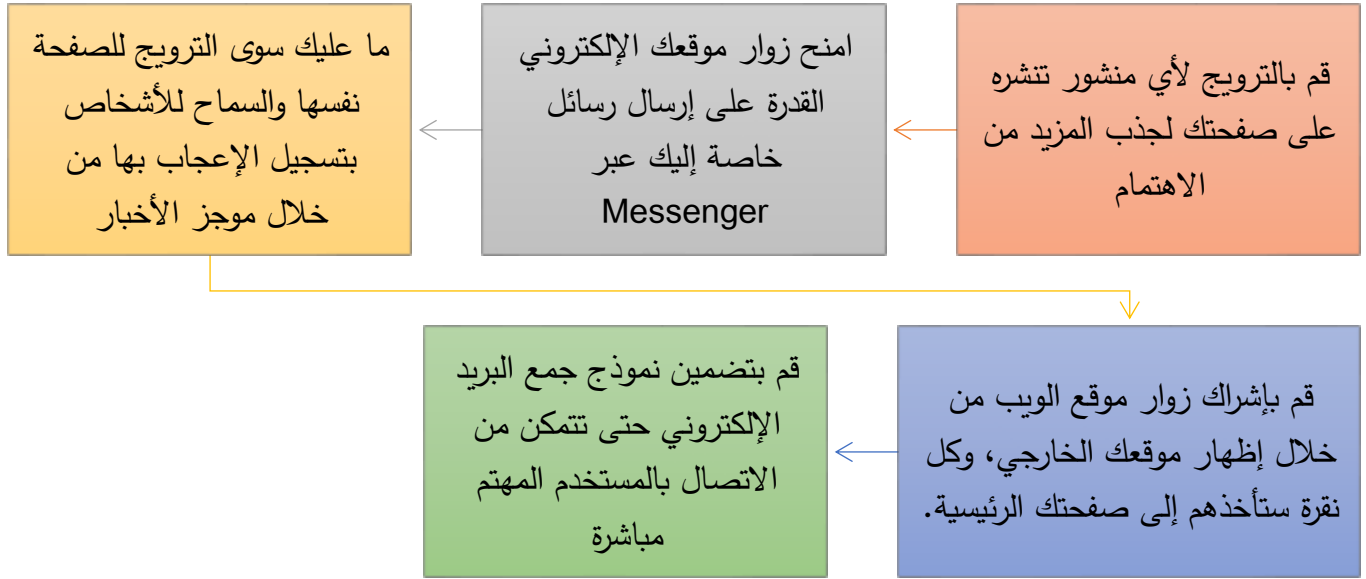 قم بالترويج لأي منشور تنشره
على صفحتك لجذب المزيد من
الاهتمام
امنح زوار موقعك الإلكتروني
القدرة على إرسال رسائل
خاصة إليك عبر
Messenger
ما عليك سوى الترويج للصفحة
نفسها والسماح للأشخاص
بتسجيل الإعجاب بها من
خلال موجز الأخبار
قم بإشراك زوار موقع الويب من
خلال إظهار موقعك الخارجي، وكل
نقرة ستأخذهم إلى صفحتك الرئيسية.
قم بتضمين نموذج جمع البريد
الإلكتروني حتى تتمكن من
الاتصال بالمستخدم المهتم
مباشرة